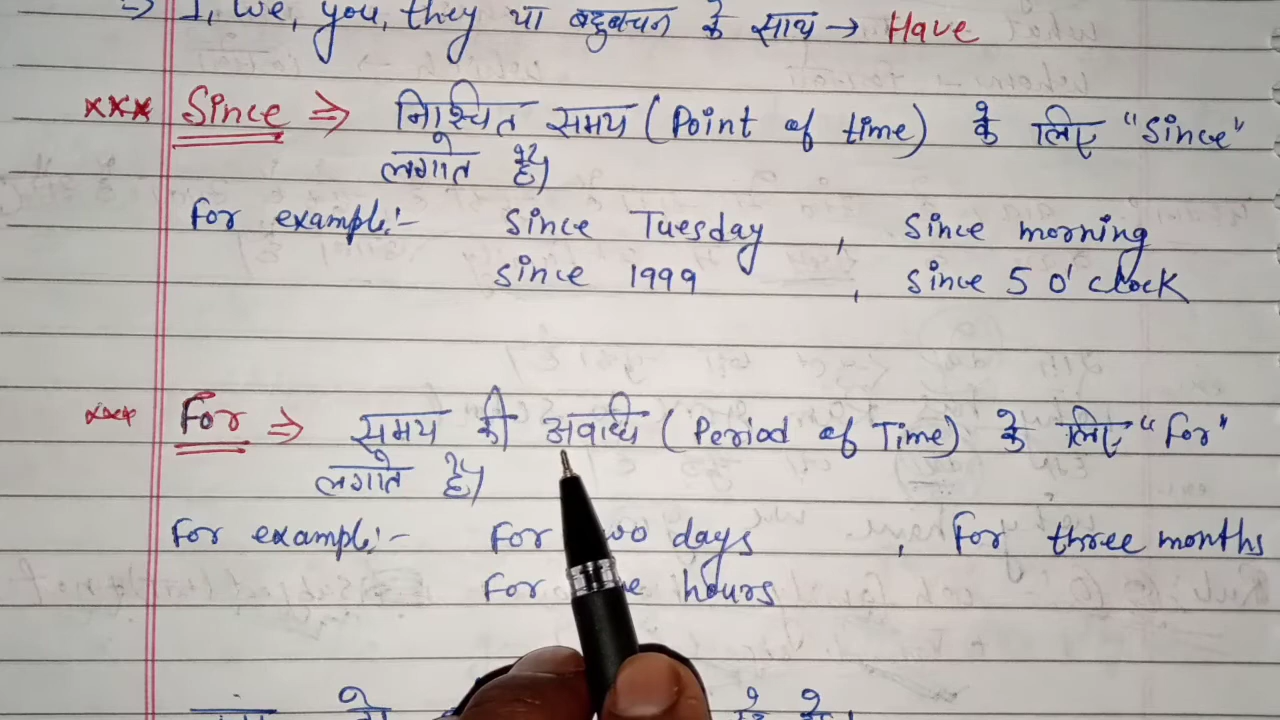 → I, We, you, they या बहुवचन के साथ → Have
*** Since ⇒ निश्चित समय (Point of time) के लिए "Since"
लगाते है।
For example:- Since Tuesday , Since morning
Since 1999 , Since 5 o'clock
*** For ⇒ समय की अवधि (Period of Time) के लिए "For"
लगाते है।
For example:- For days , For three months
For hours